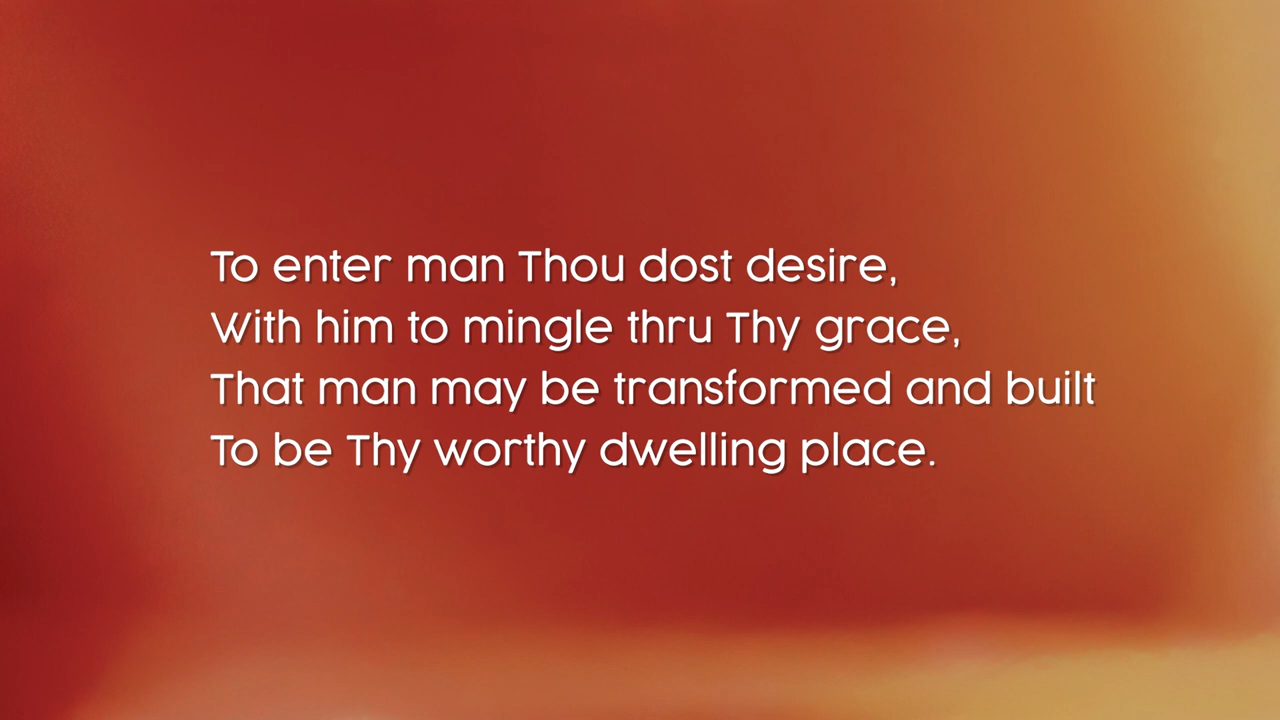 To enter man Thou dost desire,
With him to mingle thru Thy grace,
That man may be transformed and built
To be Thy worthy dwelling place.